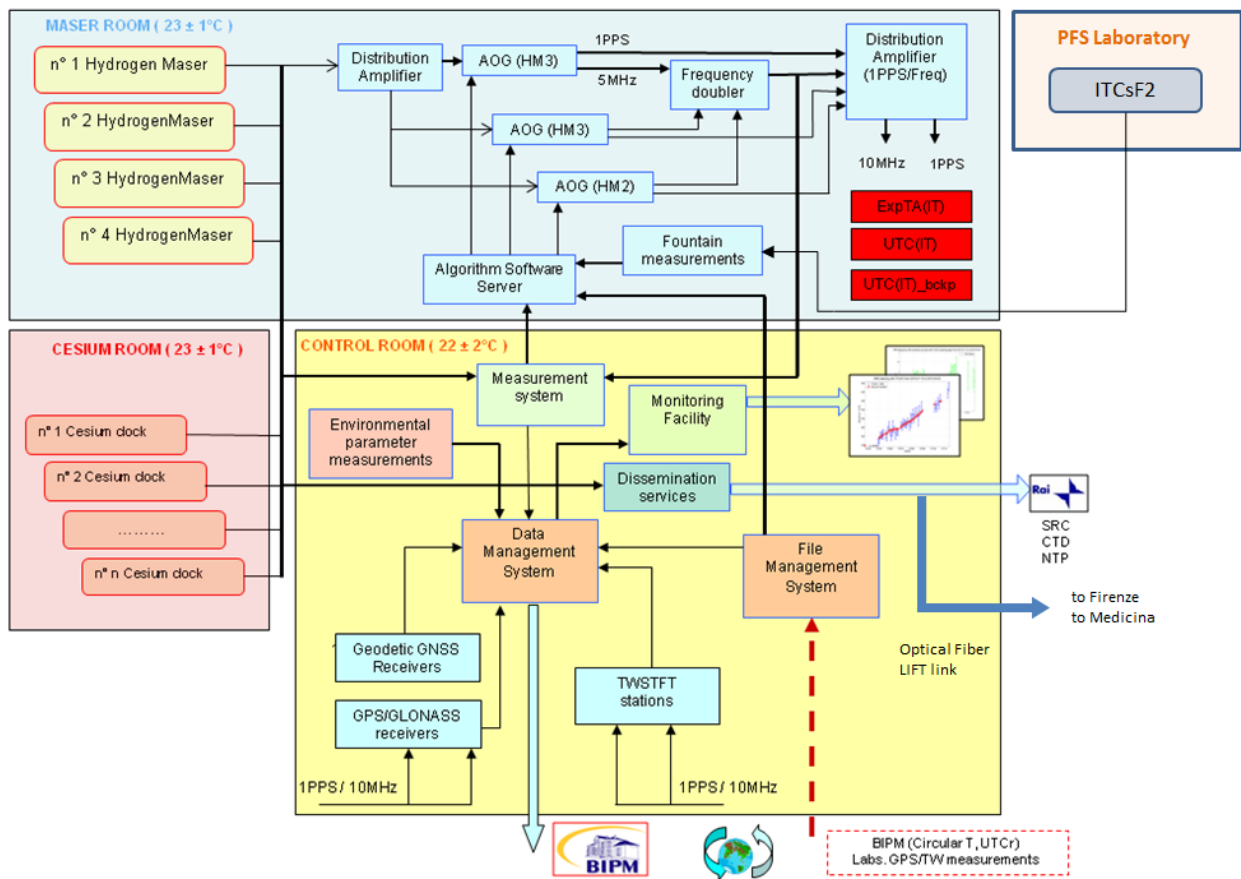 MASER ROOM ( 23 ± 1°C )
n° 1 Hydrogen Maser
n° 2 HydrogenMaser
n° 3 HydrogenMaser
n° 4 HydrogenMaser
Distribution
Amplifier
AOG (HM3)
1PPS
5MHz
Frequency
doubler
Distribution
Amplifier
(1PPS/Freq)
AOG (HM3)
AOG (HM2)
10MHz
1PPS
ExpTA(IT)
UTC(IT)
UTC(IT)_bckp
Fountain
measurements
Algorithm Software
Server
PFS Laboratory
ITCsF2
CESIUM ROOM ( 23 ± 1°C )
n° 1 Cesium clock
n° 2 Cesium clock
.........
n° n Cesium clock
CONTROL ROOM ( 22 ± 2°C )
Measurement
system
Monitoring
Facility
Environmental
parameter
measurements
Dissemination
services
Data
Management
System
File
Management
System
Geodetic GNSS
Receivers
GPS/GLONASS
receivers
TWSTFT
stations
1PPS / 10MHz
1PPS / 10MHz
Rai
SRC
CTD
NTP
to Firenze
to Medicina
Optical Fiber
LIFT link
BIPM
BIPM (Circular T, UTCr)
Labs. GPS/TW measurements